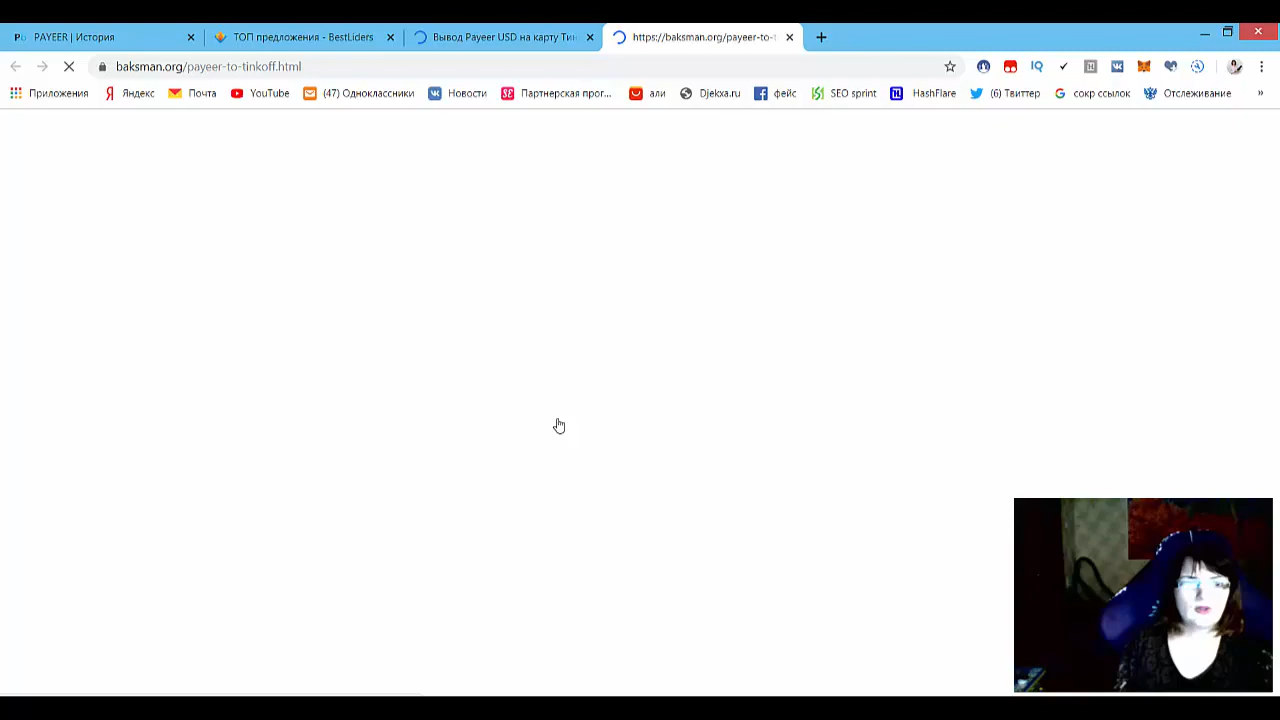 PAYEER | История
ТОП предложения - BestLiders
Вывод Payeer USD на карту Тин
https://baksman.org/payeer-to-t
baksman.org/payeer-to-tinkoff.html
Приложения Яндекс Почта YouTube (47) Одноклассники Новости Партнерская прог... али Djekxa.ru фейс SEO sprint HashFlare (6) Твиттер сокр ссылок Отслеживание »